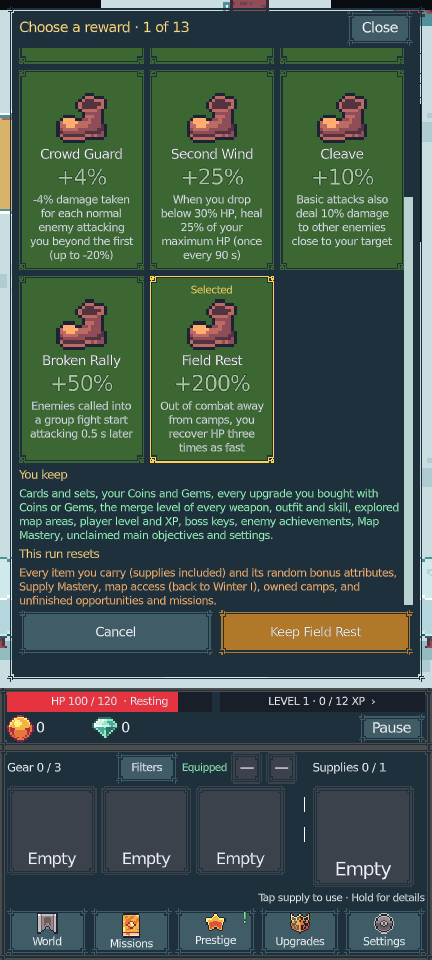 Choose a reward · 1 of 13
Close
Crowd Guard
+4%
-4% damage taken
for each normal
enemy attacking
you beyond the first
(up to -20%)
Second Wind
+25%
When you drop
below 30% HP, heal
25% of your
maximum HP (once
every 90 s)
Cleave
+10%
Basic attacks also
deal 10% damage
to other enemies
close to your target
Broken Rally
+50%
Enemies called into
a group fight start
attacking 0.5 s later
Selected
Field Rest
+200%
Out of combat away
from camps, you
recover HP three
times as fast
You keep
Cards and sets, your Coins and Gems, every upgrade you bought with
Coins or Gems, the merge level of every weapon, outfit and skill, explored
map areas, player level and XP, boss keys, enemy achievements, Map
Mastery, unclaimed main objectives and settings.
This run resets
Every item you carry (supplies included) and its random bonus attributes,
Supply Mastery, map access (back to Winter I), owned camps, and
unfinished opportunities and missions.
Cancel
Keep Field Rest
HP 100 / 120 · Resting
LEVEL 1 · 0 / 12 XP ›
0
0
Pause
Gear 0 / 3
Filters
Equipped
—
—
Supplies 0 / 1
Empty
Empty
Empty
Empty
Tap supply to use · Hold for details
World
Missions
Prestige
!
Upgrades
Settings